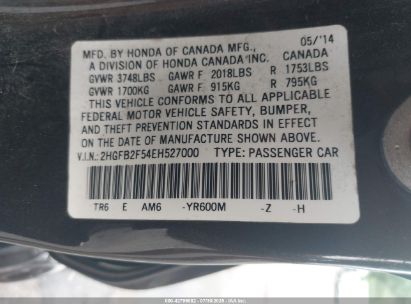 MFD. BY HONDA OF CANADA MFG., 05/'14
A DIVISION OF HONDA CANADA INC. CANADA
GVWR 3748LBS GAWR F 2018LBS R 1753LBS
GVWR 1700KG GAWR F 915KG R 795KG
THIS VEHICLE CONFORMS TO ALL APPLICABLE
FEDERAL MOTOR VEHICLE SAFETY, BUMPER,
AND THEFT PREVENTION STANDARDS IN EFFECT
ON THE DATE OF MANUFACTURE SHOWN ABOVE.
V.I.N.: 2HGFB2F54EH527000 TYPE: PASSENGER CAR
TR6 E AM6 -YR600M -Z -H